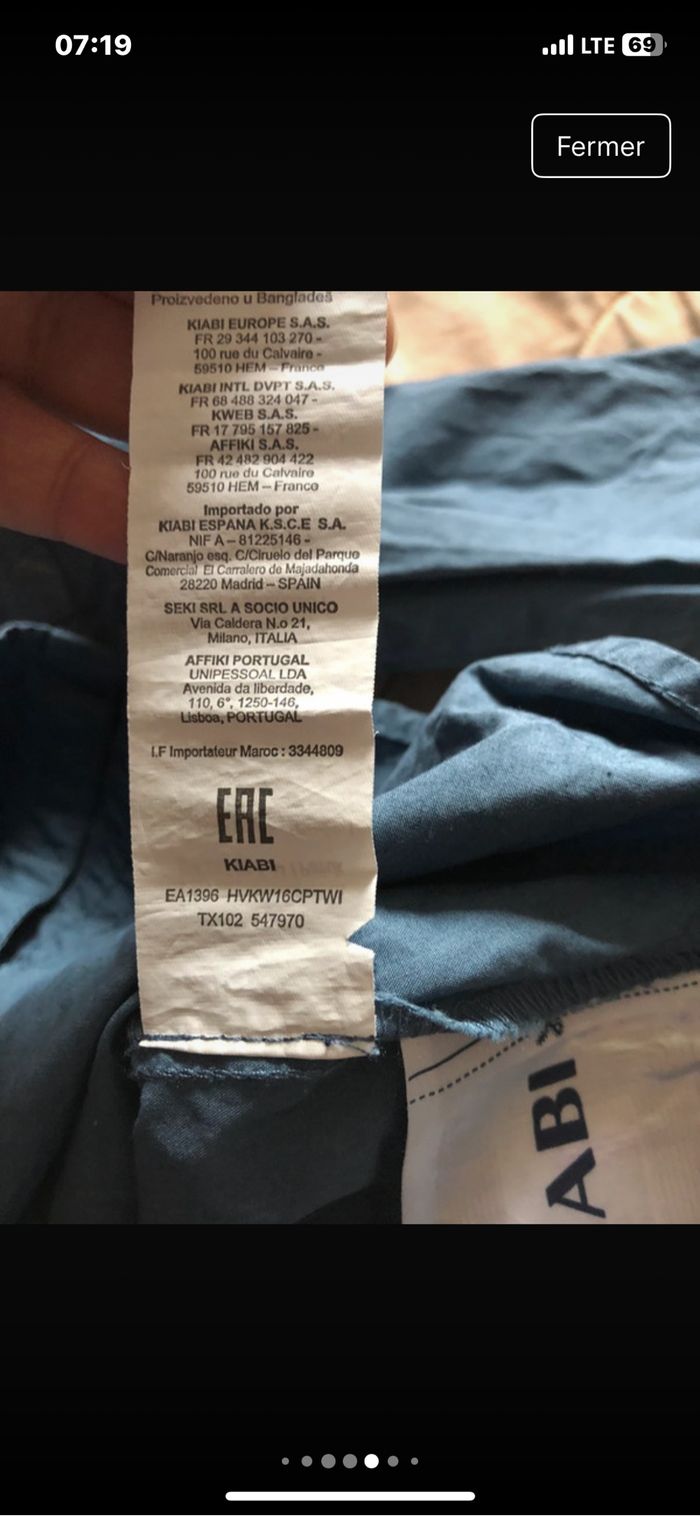 07:19
LTE 69
Fermer
Proizvedeno u Bangladeš
KIABI EUROPE S.A.S.
FR 29 344 103 270 -
100 rue du Calvaire -
59510 HEM – France
KIABI INTL DVPT S.A.S.
FR 68 488 324 047 -
KWEB S.A.S.
FR 17 795 157 825 -
AFFIKI S.A.S.
FR 42 482 904 422
100 rue du Calvaire
59510 HEM – France
Importado por
KIABI ESPANA K.S.C.E S.A.
NIF A – 81225146 -
C/Naranjo esq. C/Ciruelo del Parque
Comercial El Carralero de Majadahonda
28220 Madrid – SPAIN
SEKI SRL A SOCIO UNICO
Via Caldera N.o 21,
Milano, ITALIA
AFFIKI PORTUGAL
UNIPESSOAL LDA
Avenida da liberdade,
110, 6°, 1250-146,
Lisboa, PORTUGAL
I.F Importateur Maroc : 3344809
EAC
KIABI
EA1396 HVKW16CPTWI
TX102 547970
ABI